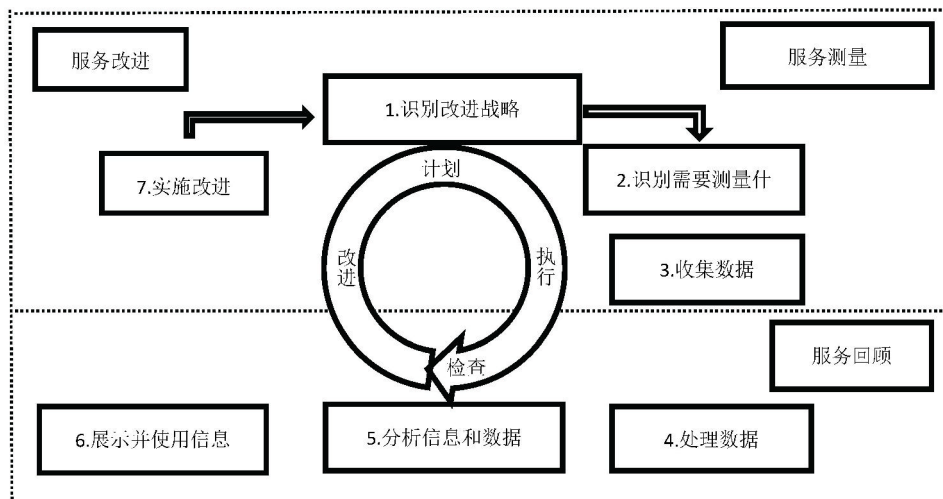 服务改进
服务测量
1.识别改进战略
7.实施改进
计划
2.识别需要测量什
改进
执行
3.收集数据
服务回顾
检查
6.展示并使用信息
5.分析信息和数据
4.处理数据